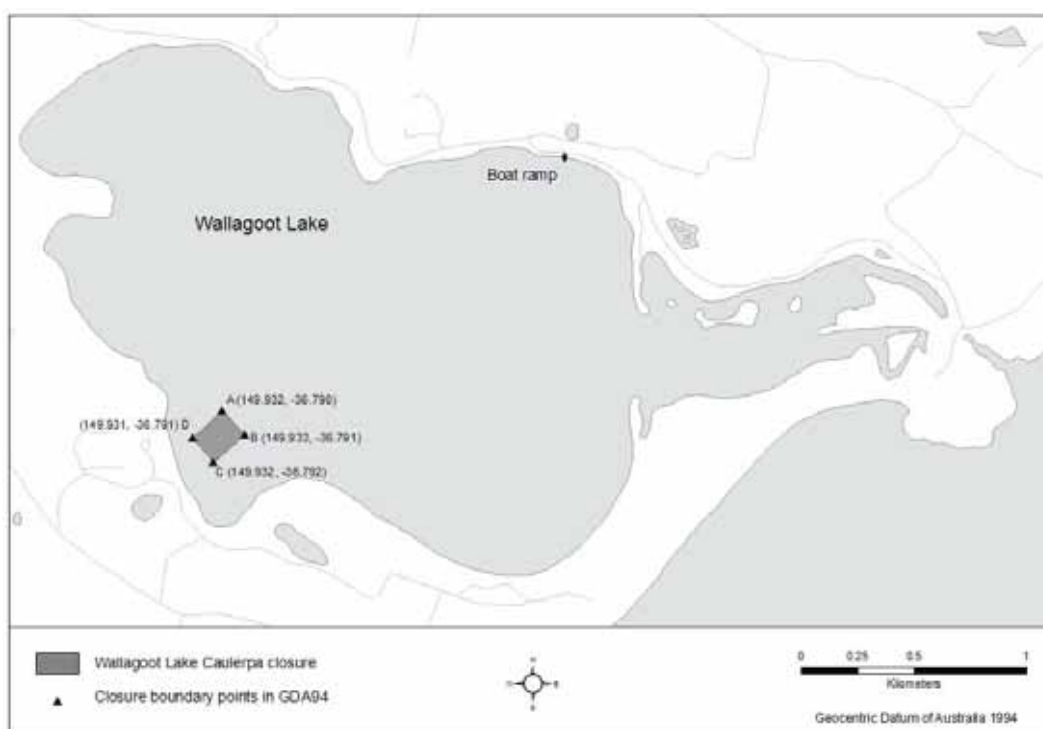 Boat ramp
Wallagoot Lake
A (149.932, -36.790)
(149.931, -36.791) D
B (149.933, -36.791)
C (149.932, -36.792)
Wallagoot Lake Caulerpa closure
Closure boundary points in GDA94
0 0.25 0.5 1
Kilometers
Geocentric Datum of Australia 1994